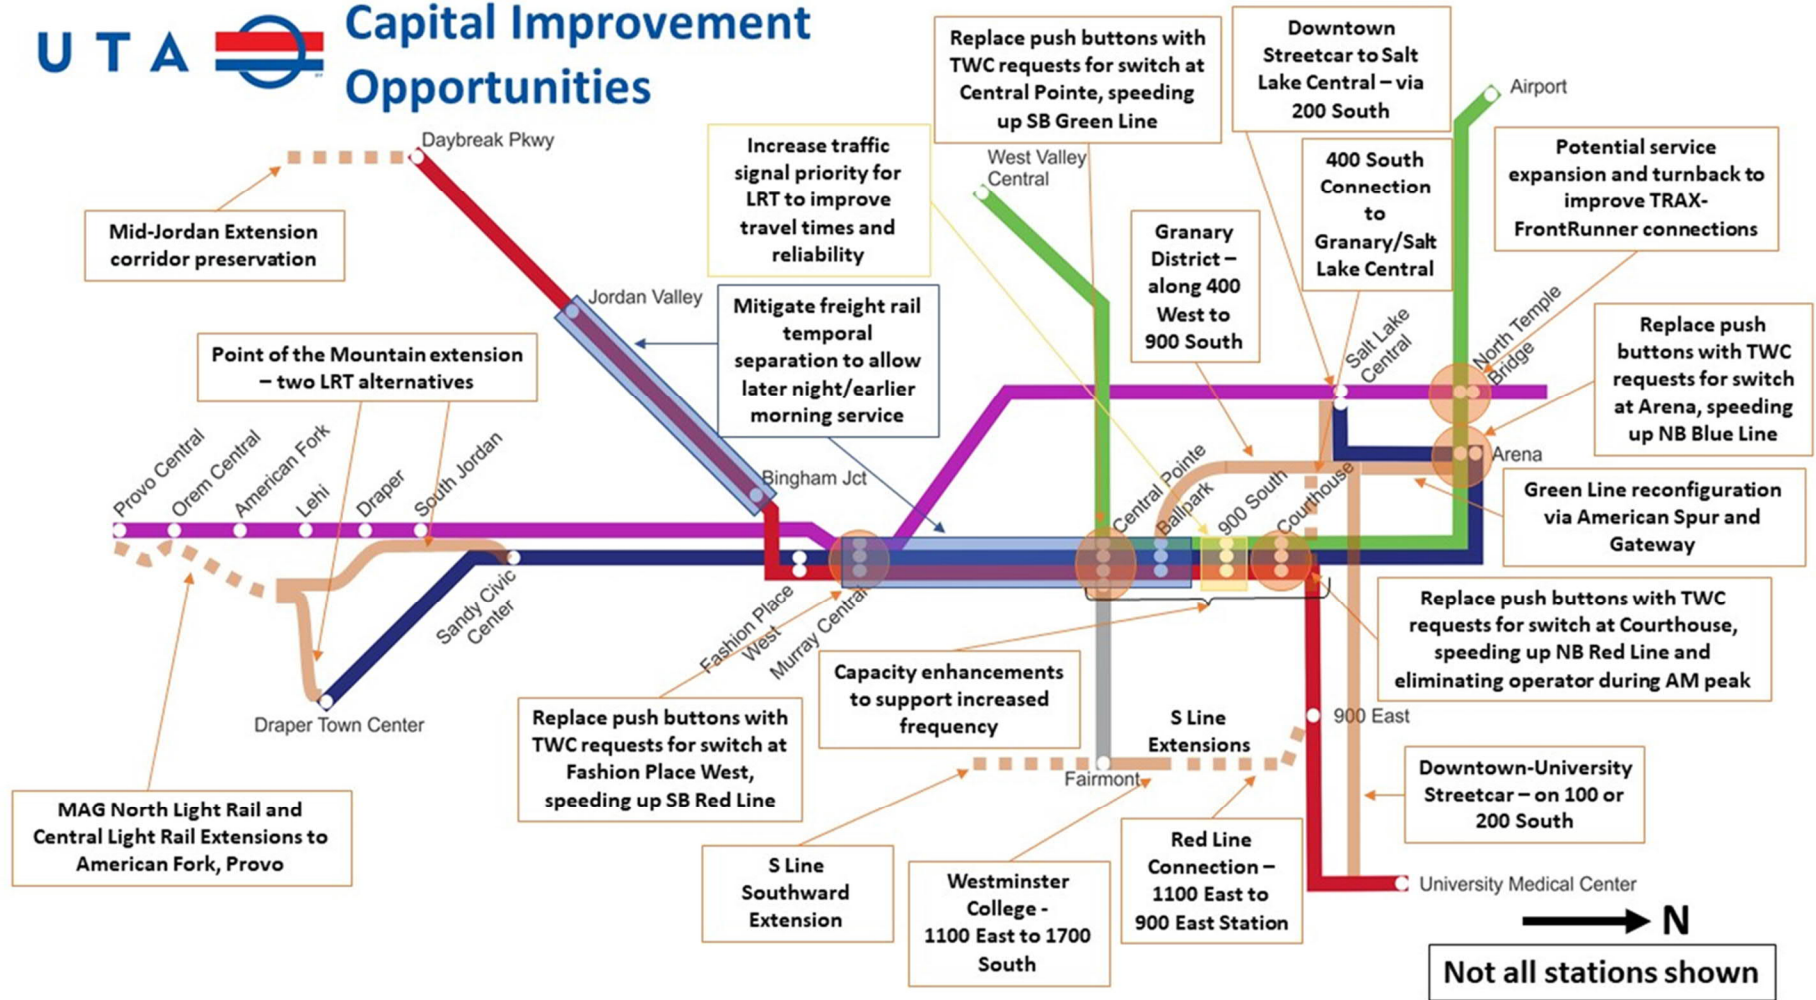 UTA
Capital Improvement
Opportunities
Replace push buttons with
TWC requests for switch at
Central Pointe, speeding
up SB Green Line
Downtown
Streetcar to Salt
Lake Central – via
200 South
Airport
Daybreak Pkwy
Increase traffic
signal priority for
LRT to improve
travel times and
reliability
West Valley
Central
400 South
Connection
to
Granary/Salt
Lake Central
Potential service
expansion and turnback to
improve TRAX-
FrontRunner connections
Mid-Jordan Extension
corridor preservation
Granary
District –
along 400
West to
900 South
Jordan Valley
Mitigate freight rail
temporal
separation to allow
later night/earlier
morning service
Salt Lake
Central
North Temple
Bridge
Replace push
buttons with TWC
requests for switch
at Arena, speeding
up NB Blue Line
Point of the Mountain extension
– two LRT alternatives
Provo Central
Orem Central
American Fork
Lehi
Draper
South Jordan
Bingham Jct
Central Pointe
Ballpark
900 South
Courthouse
Arena
Green Line reconfiguration
via American Spur and
Gateway
Sandy Civic
Center
Fashion Place
West
Murray Central
Replace push buttons with TWC
requests for switch at Courthouse,
speeding up NB Red Line and
eliminating operator during AM peak
Capacity enhancements
to support increased
frequency
Draper Town Center
Replace push buttons with
TWC requests for switch at
Fashion Place West,
speeding up SB Red Line
S Line
Extensions
900 East
Fairmont
Downtown-University
Streetcar – on 100 or
200 South
MAG North Light Rail and
Central Light Rail Extensions to
American Fork, Provo
S Line
Southward
Extension
Westminster
College -
1100 East to 1700
South
Red Line
Connection –
1100 East to
900 East Station
University Medical Center
N
Not all stations shown